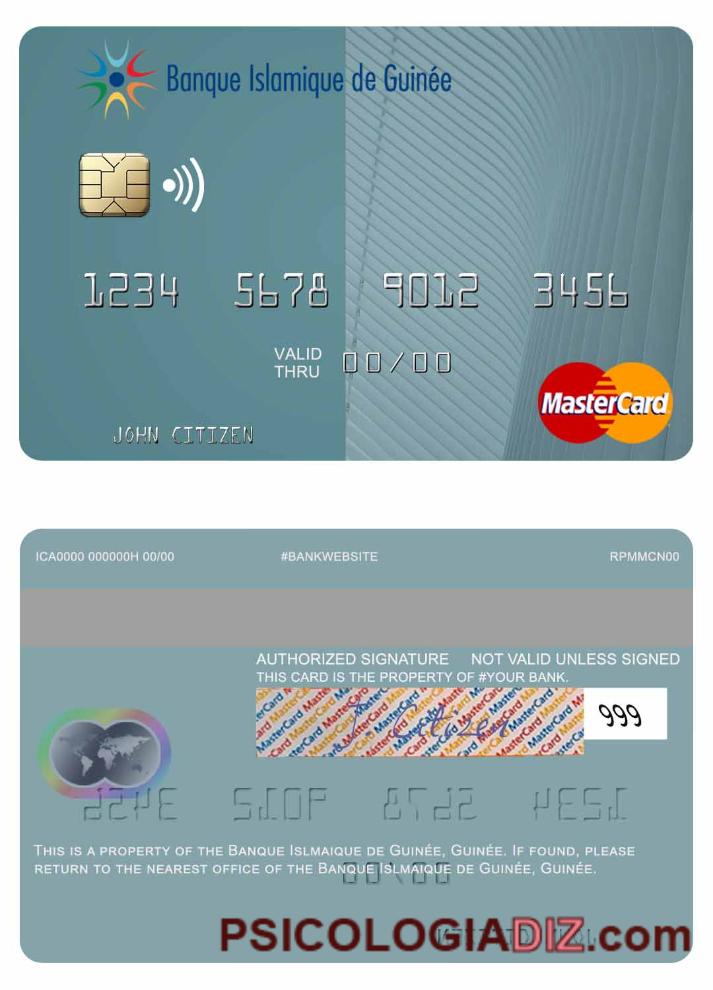 Banque Islamique de Guinée
1234 5678 9012 3456
VALID THRU 00/00
JOHN CITIZEN
MasterCard
ICA0000 000000H 00/00 #BANKWEBSITE RPMMCN00
AUTHORIZED SIGNATURE NOT VALID UNLESS SIGNED
THIS CARD IS THE PROPERTY OF #YOUR BANK.
J. Citizen 999
THIS IS A PROPERTY OF THE BANQUE ISLMAIQUE DE GUINÉE, GUINÉE. IF FOUND, PLEASE
RETURN TO THE NEAREST OFFICE OF THE BANQUE ISLMAIQUE DE GUINÉE, GUINÉE.
PSICOLOGIADIZ.com